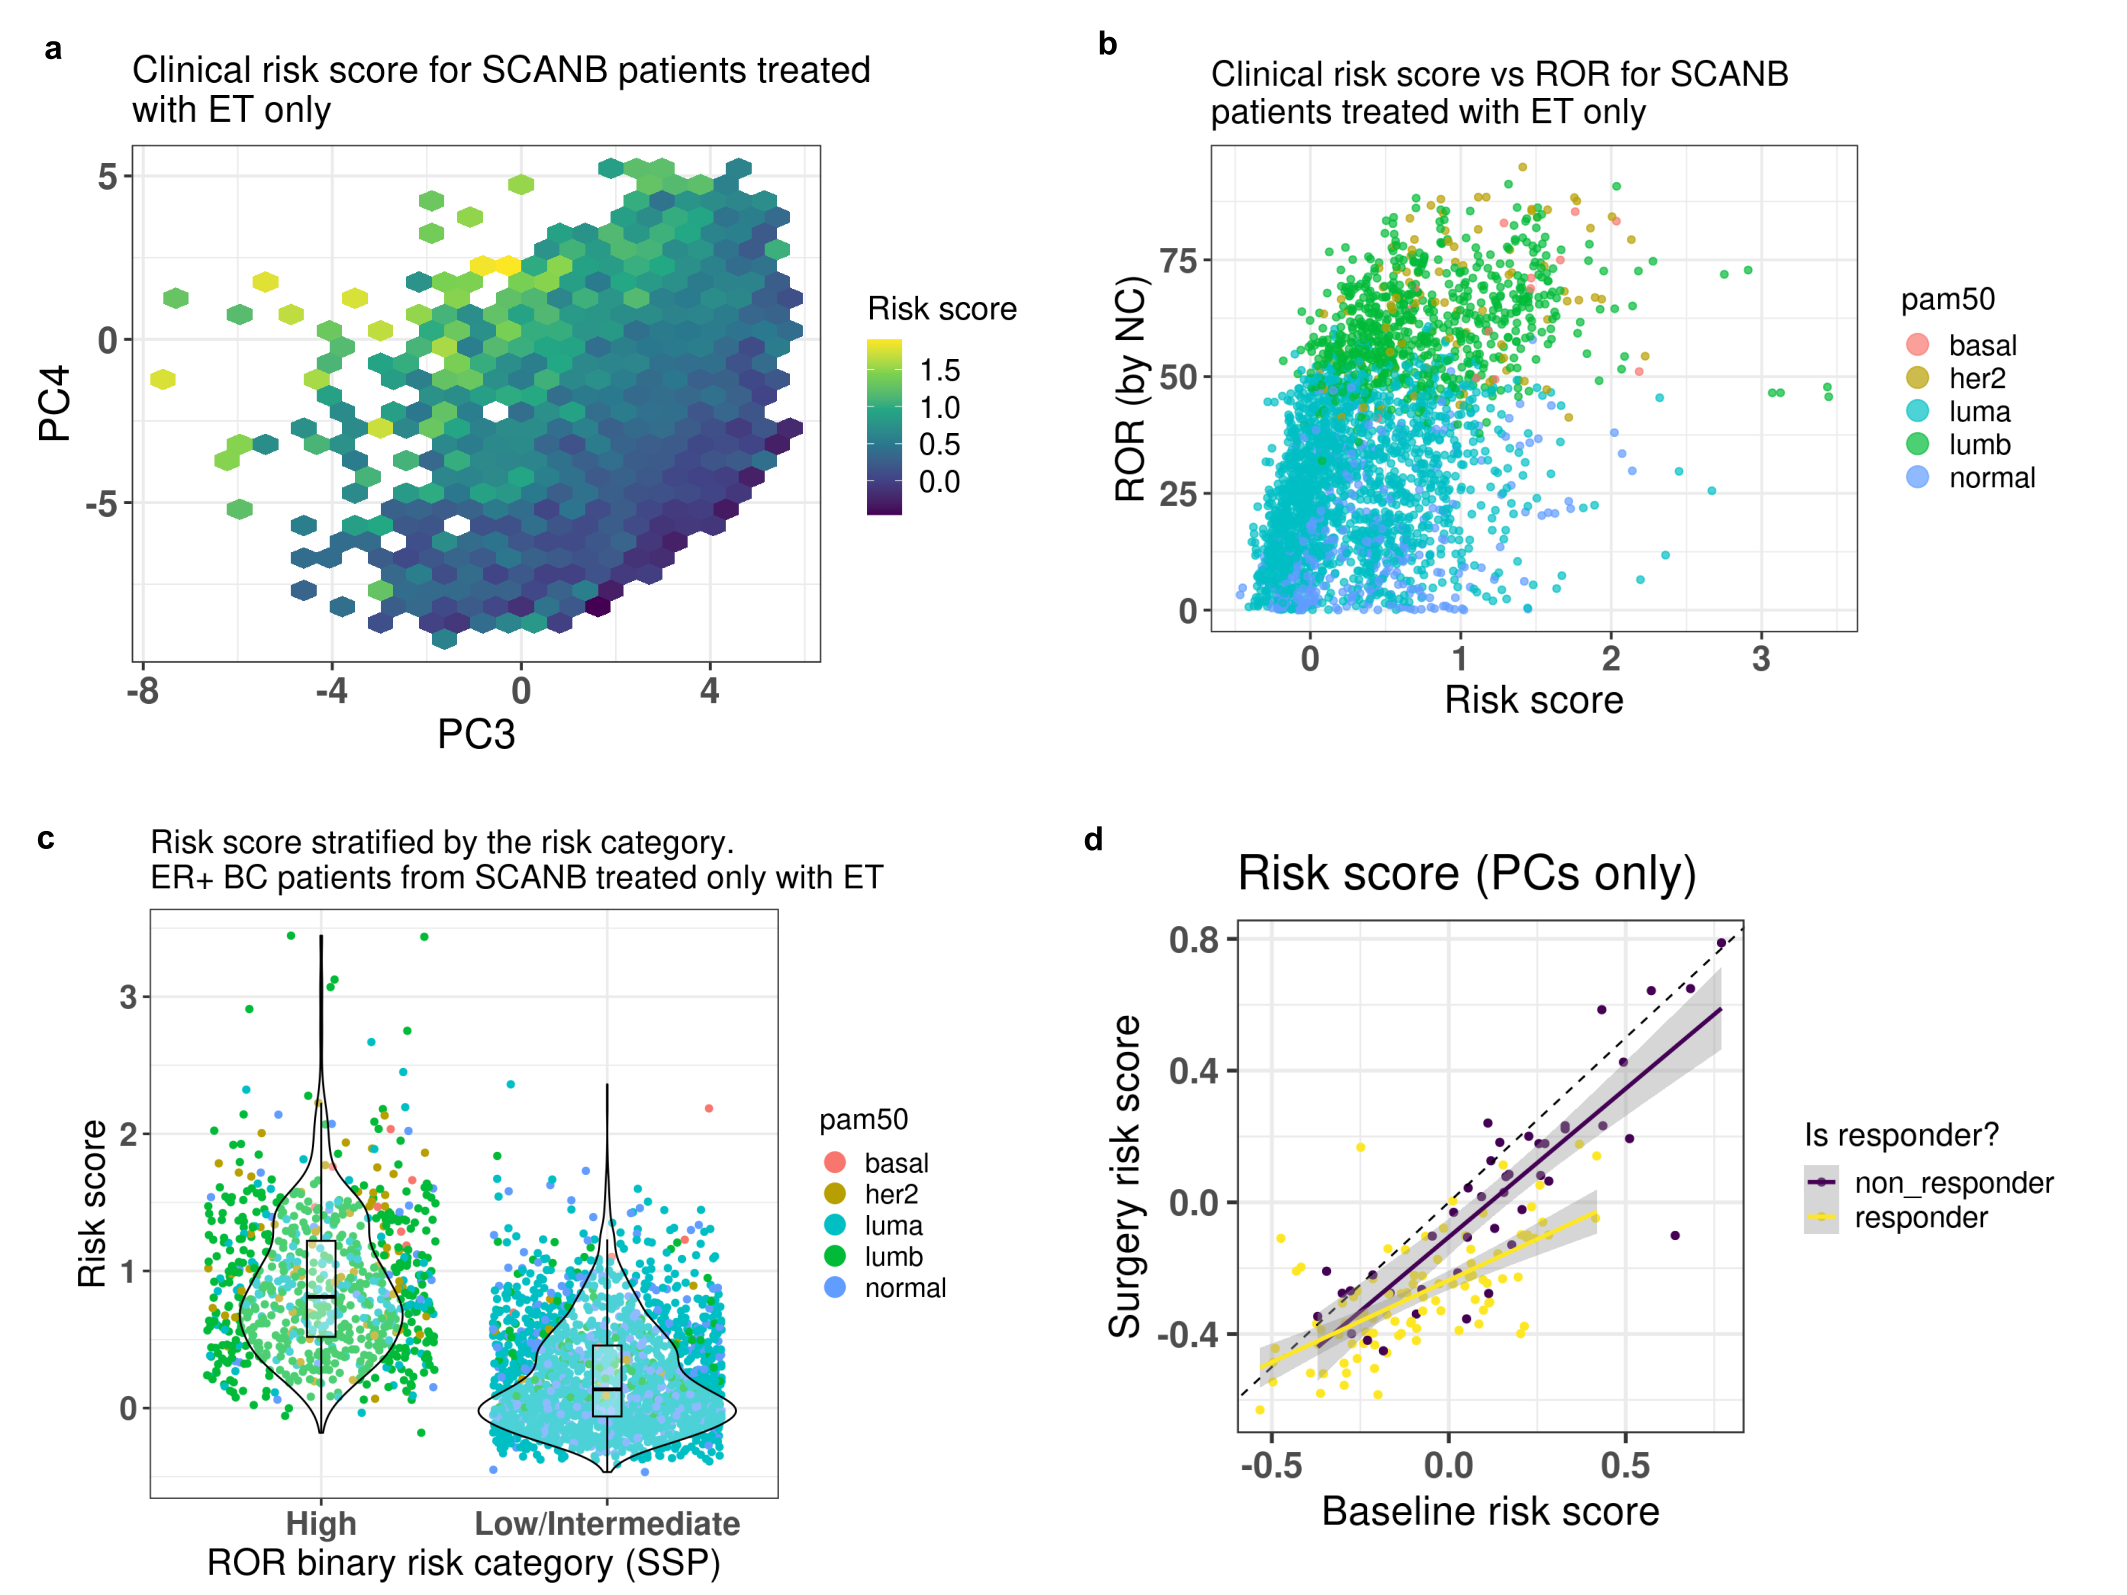 a
Clinical risk score for SCANB patients treated
with ET only
5
0
-5
PC4
-8
-4
0
4
PC3
Risk score
1.5
1.0
0.5
0.0
b
Clinical risk score vs ROR for SCANB
patients treated with ET only
75
50
25
0
ROR (by NC)
0
1
2
3
Risk score
pam50
basal
her2
luma
lumb
normal
c
Risk score stratified by the risk category.
ER+ BC patients from SCANB treated only with ET
3
2
1
0
Risk score
High
Low/Intermediate
ROR binary risk category (SSP)
pam50
basal
her2
luma
lumb
normal
d
Risk score (PCs only)
0.8
0.4
0.0
-0.4
Surgery risk score
-0.5
0.0
0.5
Baseline risk score
Is responder?
non_responder
responder